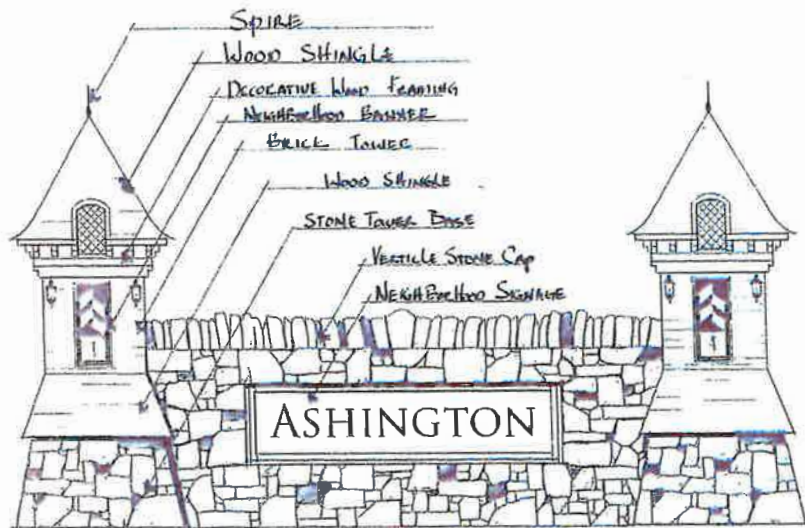 SPIRE
WOOD SHINGLE
DECORATIVE WOOD FRAMING
NEIGHBORHOOD BANNER
BRICK TOWER
WOOD SHINGLE
STONE TOWER BASE
VERTICLE STONE CAP
NEIGHBORHOOD SIGNAGE
ASHINGTON